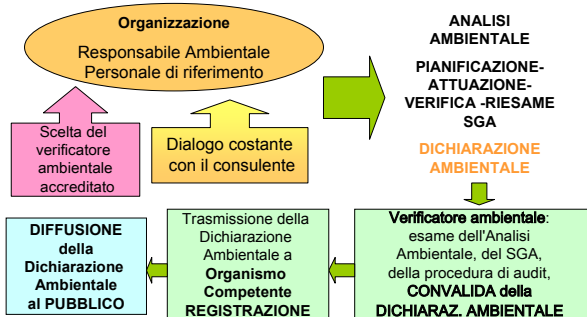 Organizzazione
Responsabile Ambientale
Personale di riferimento
Scelta del
verificatore
ambientale
accreditato
Dialogo costante
con il consulente
ANALISI
AMBIENTALE
PIANIFICAZIONE-
ATTUAZIONE-
VERIFICA -RIESAME
SGA
DICHIARAZIONE
AMBIENTALE
Verificatore ambientale:
esame dell'Analisi
Ambientale, del SGA,
della procedura di audit,
CONVALIDA della
DICHIARAZ. AMBIENTALE
Trasmissione della
Dichiarazione
Ambientale a
Organismo
Competente
REGISTRAZIONE
DIFFUSIONE
della
Dichiarazione
Ambientale
al PUBBLICO